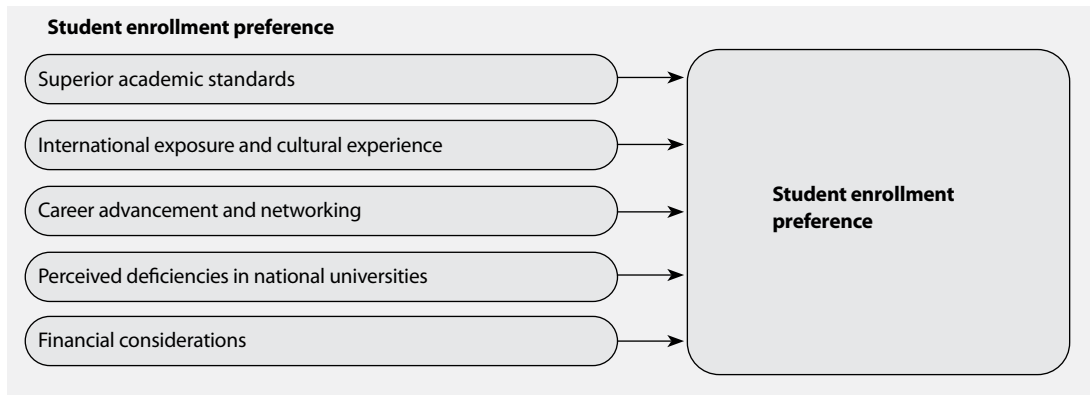 Student enrollment preference
Superior academic standards
International exposure and cultural experience
Career advancement and networking
Perceived deficiencies in national universities
Financial considerations
Student enrollment
preference